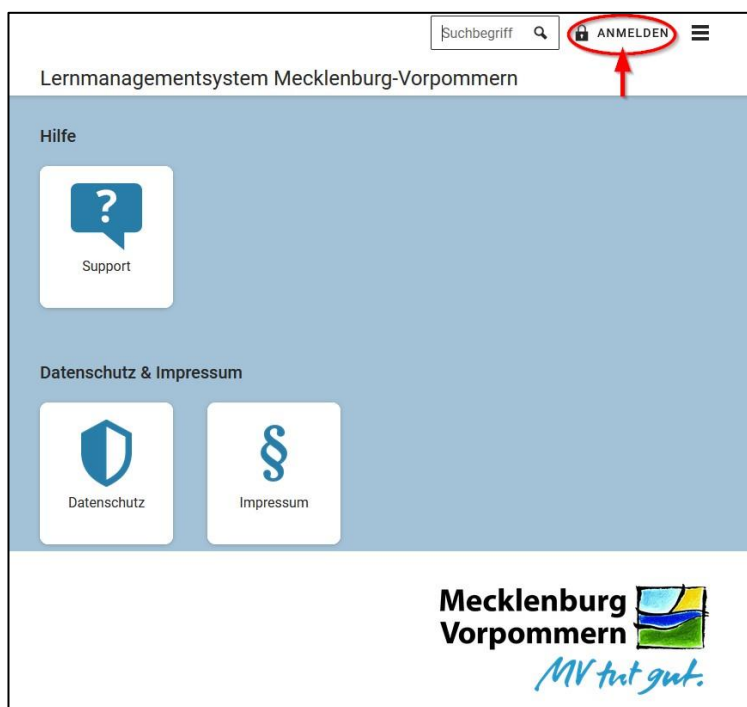 Suchbegriff ANMELDEN
Lernmanagementsystem Mecklenburg-Vorpommern
Hilfe
?
Support
Datenschutz & Impressum
§
Datenschutz Impressum
Mecklenburg
Vorpommern
MV tut gut.